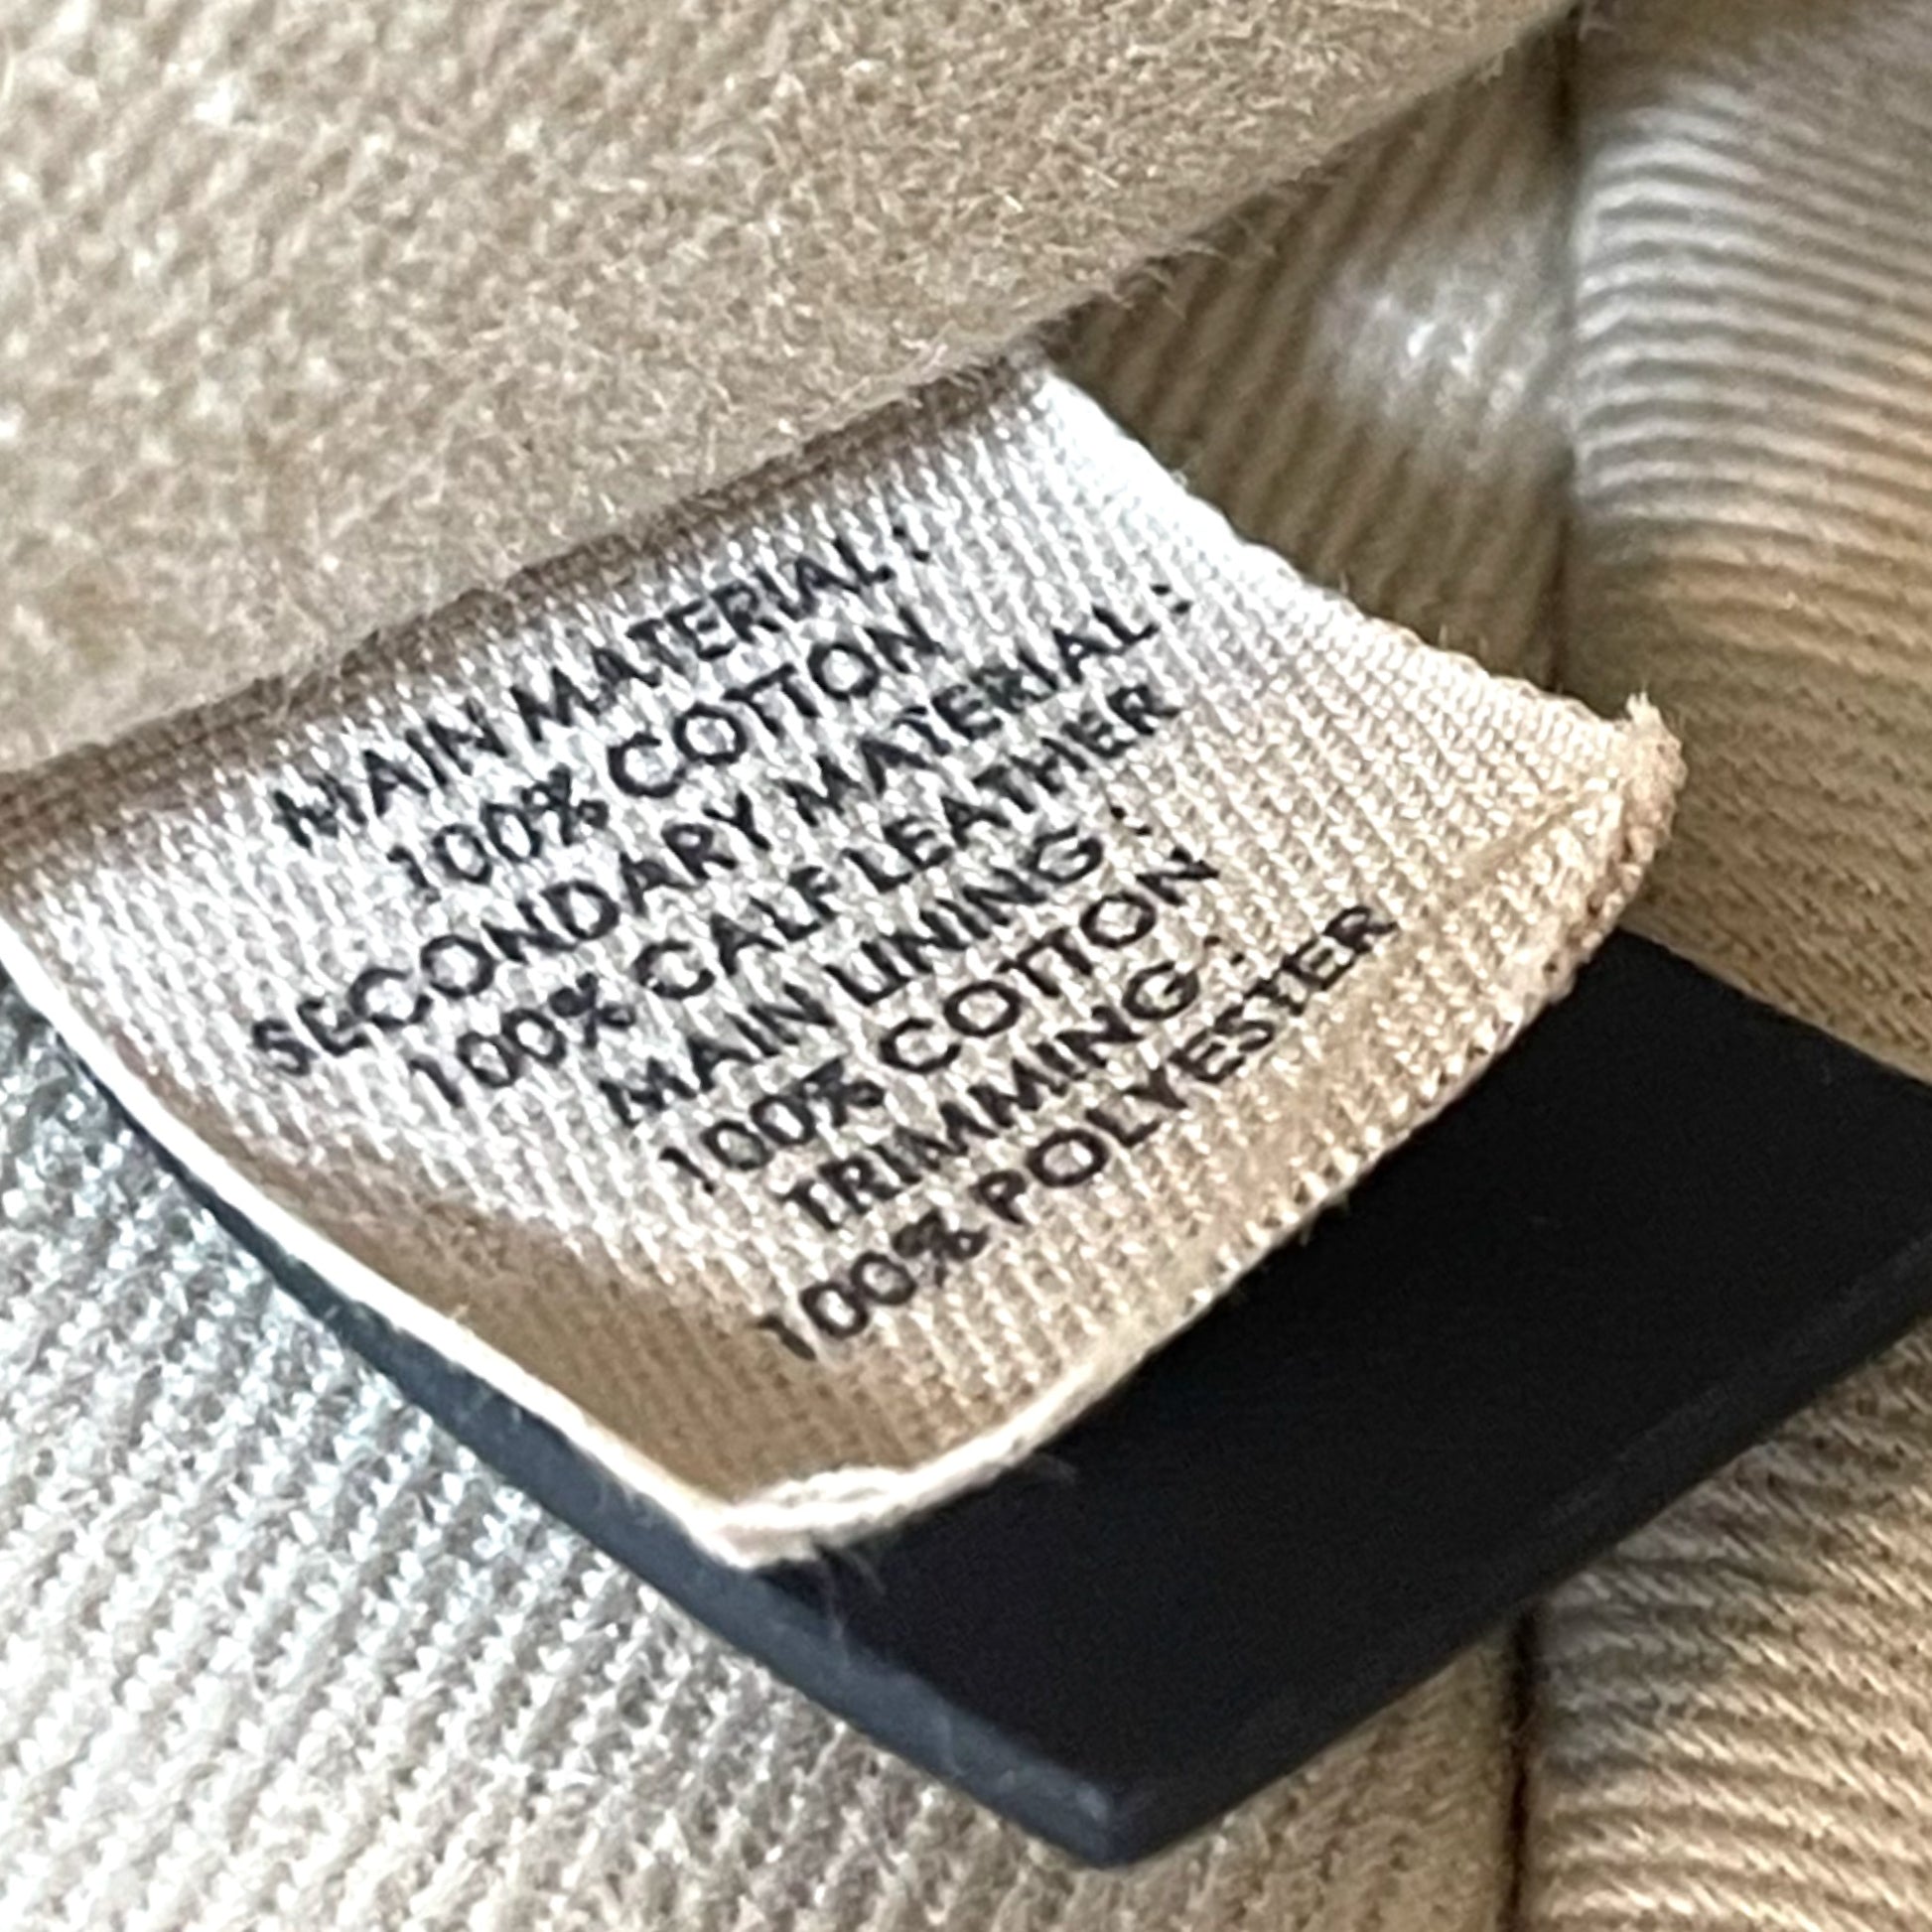 MAIN MATERIAL :
100% COTTON
SECONDARY MATERIAL :
100% CALF LEATHER
MAIN LINING :
100% COTTON
TRIMMING :
100% POLYESTER